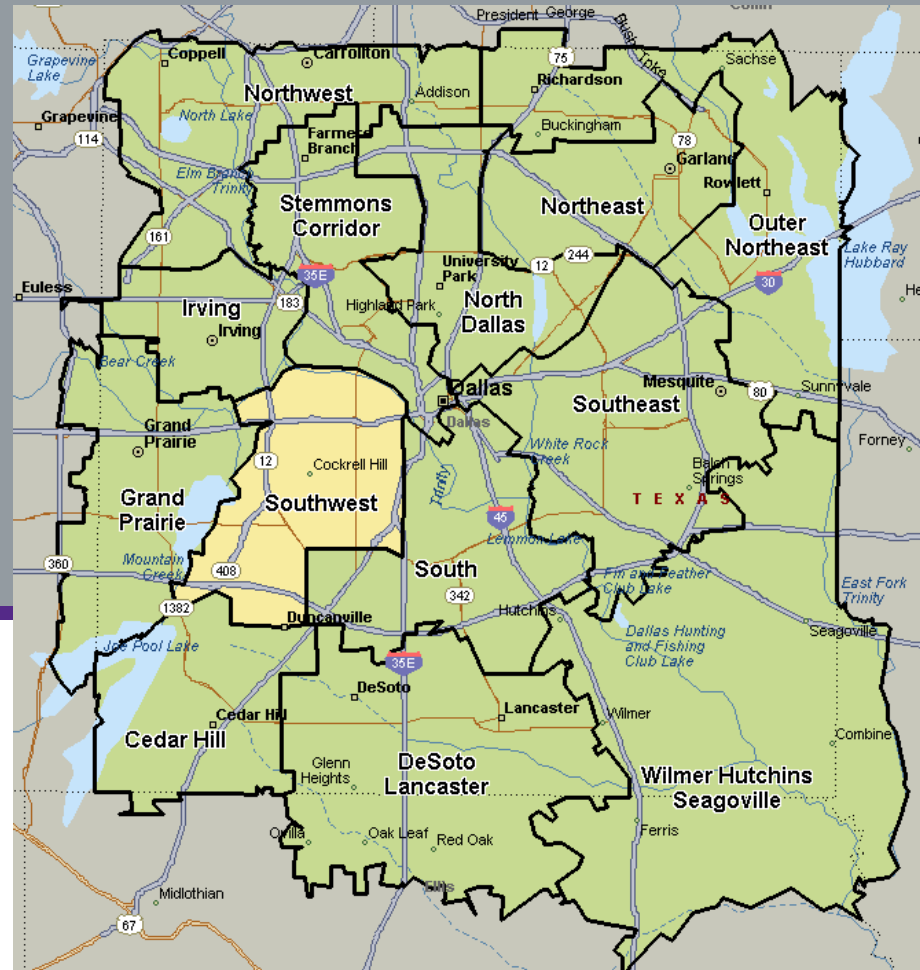 Collin
President George
Bush Toke
Grapevine
Lake
Coppell
Carrollton
75
Sachse
Richardson
Northwest
Addison
Grapevine
North Lake
Buckingham
114
Farmers
Branch
78
Garland
Elm Branch
Trinity
Rowlett
Stemmons
Corridor
Northeast
Outer
Northeast
161
244
12
Lake Ray
Hubbard
University
Park
35E
30
Euless
183
Irving
Highland Park
North
Dallas
He
Irving
Bear Creek
Dallas
Mesquite
80
Sunnyvale
Southeast
Dallas
Grand
Prairie
White Rock
Creek
Forney
12
Cockrell Hill
Balch
Springs
Trinity
Grand
Prairie
Southwest
TEXAS
45
Lemmon Lake
Mountain
Creek
360
408
South
Fin and Feather
Club Lake
East Fork
Trinity
342
1382
Hutchins
Duncanville
Seagoville
Dallas Hunting
and Fishing
Club Lake
Joe Pool Lake
35E
DeSoto
Cedar Hill
Lancaster
Wilmer
Cedar Hill
Combine
DeSoto
Lancaster
Glenn
Heights
Wilmer Hutchins
Seagoville
Ovilla
Oak Leaf
Red Oak
Ferris
Ellis
Midlothian
67